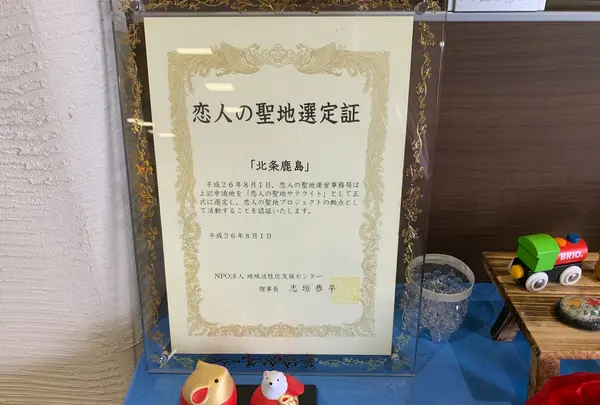 恋人の聖地選定証
「北条鹿島」
平成26年8月1日、恋人の聖地運営事務局は
上記申請地を「恋人の聖地サテライト」として正
式に選定し、恋人の聖地プロジェクトの拠点とし
て活動することを認証いたします。
平成26年8月1日
NPO法人 地域活性化支援センター
理事長 志垣恭平
BRIO